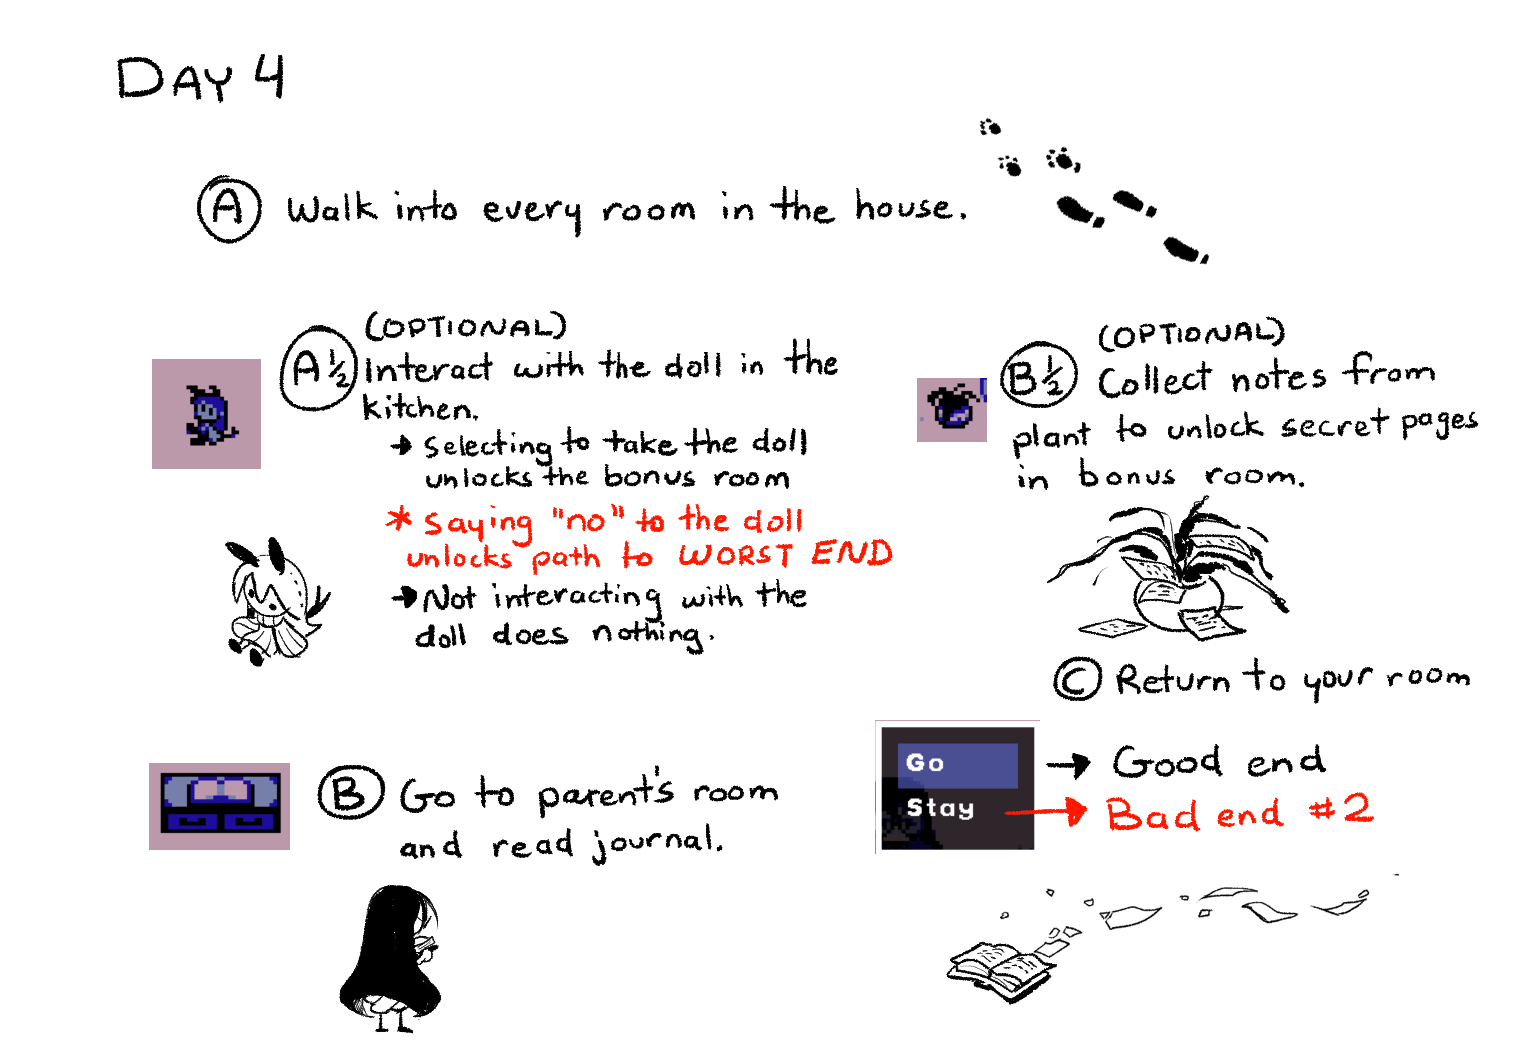 DAY 4
A Walk into every room in the house.
(OPTIONAL)
A 1/2 Interact with the doll in the
kitchen.
→ Selecting to take the doll
unlocks the bonus room
* Saying "no" to the doll
unlocks path to WORST END
→ Not interacting with the
doll does nothing.
B Go to parent's room
and read journal.
(OPTIONAL)
B 1/2 Collect notes from
plant to unlock secret pages
in bonus room.
C Return to your room
Go → Good end
Stay → Bad end #2